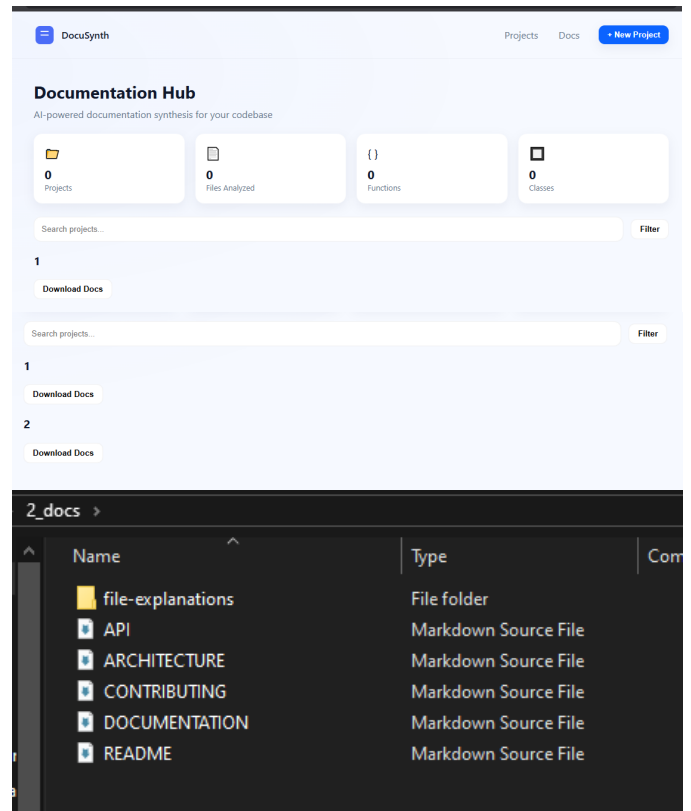 DocuSynth
Projects Docs + New Project
Documentation Hub
AI-powered documentation synthesis for your codebase
{ }
0 0 0 0
Projects Files Analyzed Functions Classes
Search projects... Filter
1
Download Docs
Search projects... Filter
1
Download Docs
2
Download Docs
2_docs >
Name Type Com
file-explanations File folder
API Markdown Source File
ARCHITECTURE Markdown Source File
CONTRIBUTING Markdown Source File
DOCUMENTATION Markdown Source File
README Markdown Source File